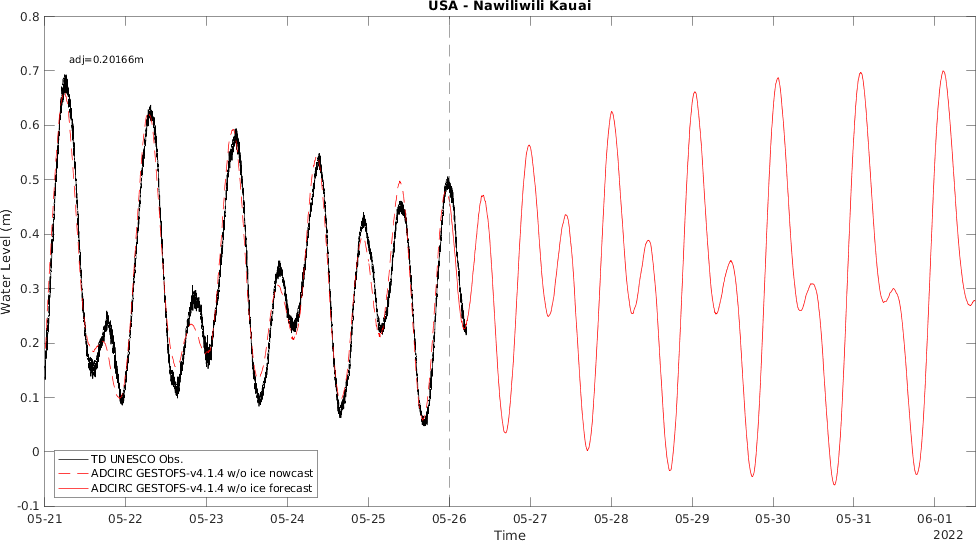 USA - Nawiliwili Kauai
adj=0.20166m
0.8
0.7
0.6
0.5
0.4
0.3
0.2
0.1
0
-0.1
Water Level (m)
TD UNESCO Obs.
ADCIRC GESTOFS-v4.1.4 w/o ice nowcast
ADCIRC GESTOFS-v4.1.4 w/o ice forecast
05-21 05-22 05-23 05-24 05-25 05-26 05-27 05-28 05-29 05-30 05-31 06-01
Time
2022